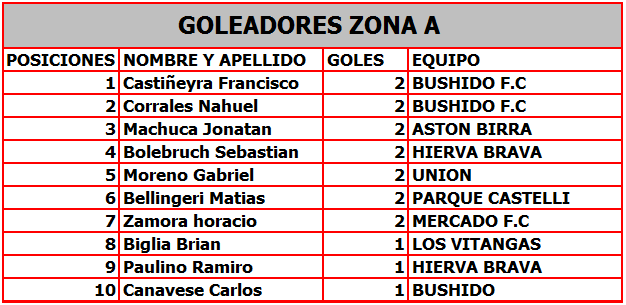 GOLEADORES ZONA A
POSICIONES NOMBRE Y APELLIDO GOLES EQUIPO
1 Castiñeyra Francisco 2 BUSHIDO F.C
2 Corrales Nahuel 2 BUSHIDO F.C
3 Machuca Jonatan 2 ASTON BIRRA
4 Bolebruch Sebastian 2 HIERVA BRAVA
5 Moreno Gabriel 2 UNION
6 Bellingeri Matias 2 PARQUE CASTELLI
7 Zamora horacio 2 MERCADO F.C
8 Biglia Brian 1 LOS VITANGAS
9 Paulino Ramiro 1 HIERVA BRAVA
10 Canavese Carlos 1 BUSHIDO